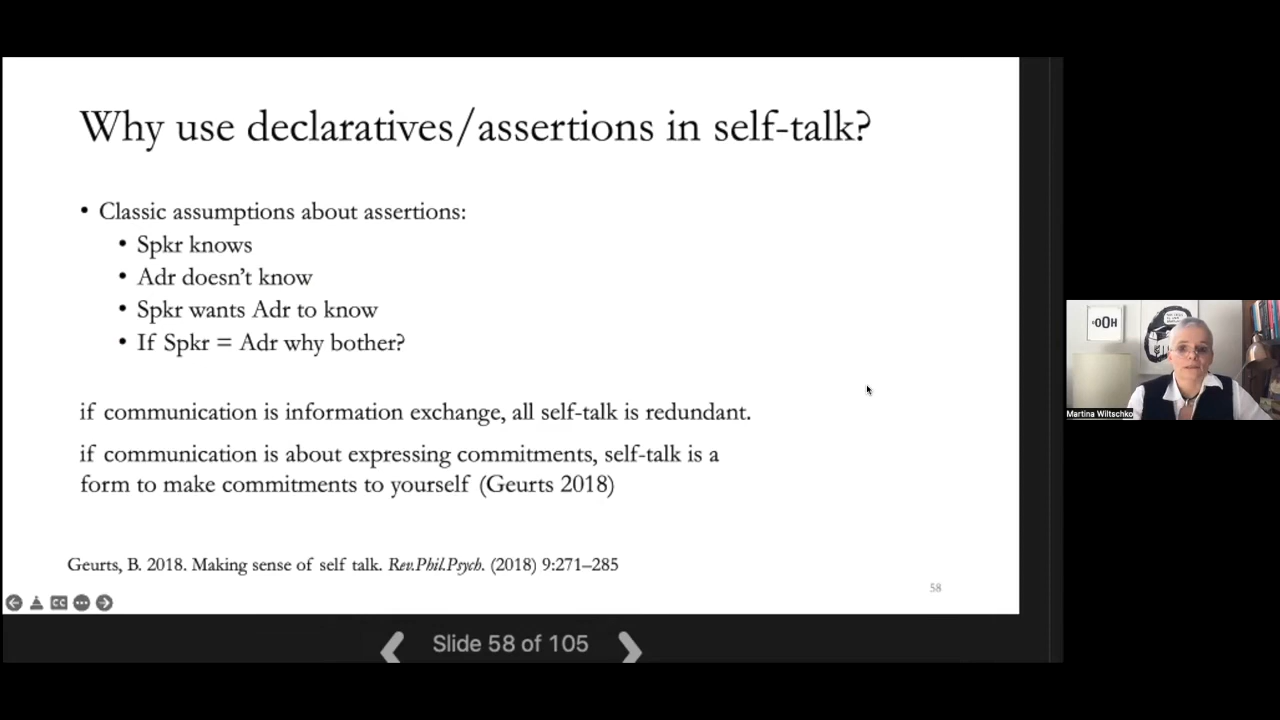 Why use declaratives/assertions in self-talk?
• Classic assumptions about assertions:
• Spkr knows
• Adr doesn't know
• Spkr wants Adr to know
• If Spkr = Adr why bother?
if communication is information exchange, all self-talk is redundant.
if communication is about expressing commitments, self-talk is a
form to make commitments to yourself (Geurts 2018)
Geurts, B. 2018. Making sense of self talk. Rev.Phil.Psych. (2018) 9:271–285
58
CC
Slide 58 of 105
OOH
Martina Wiltschko